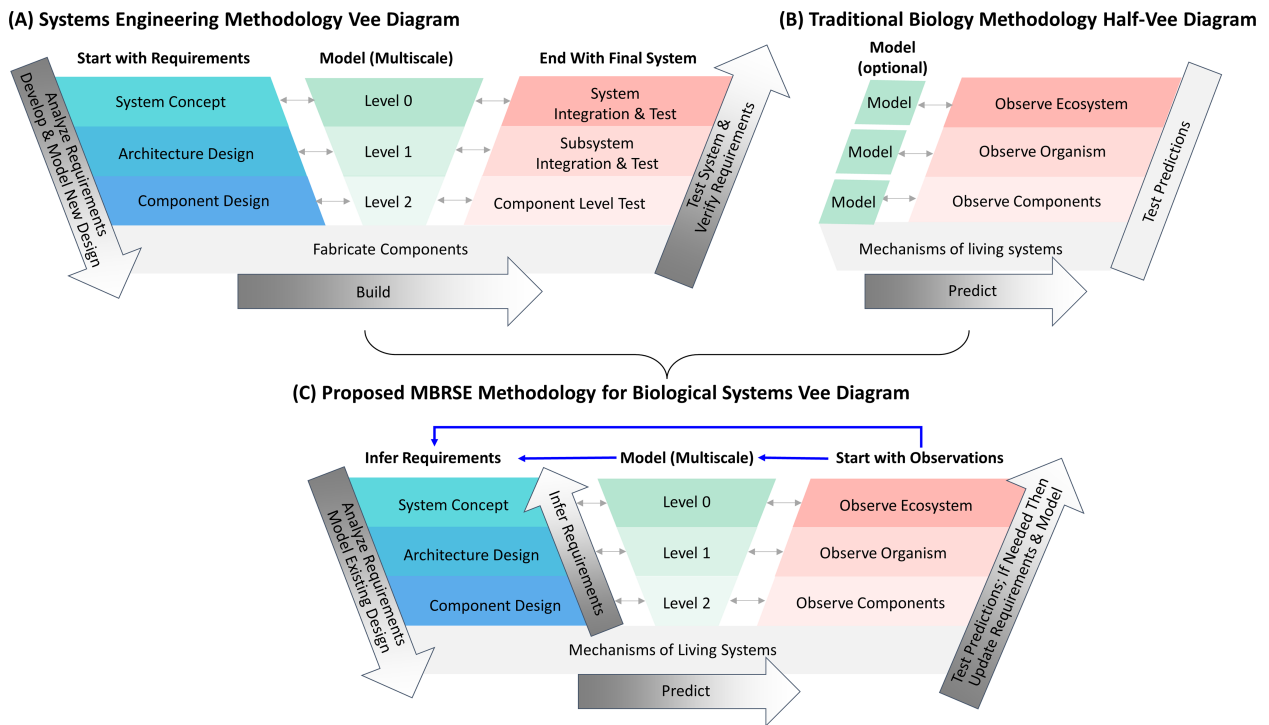 (A) Systems Engineering Methodology Vee Diagram
Start with Requirements
Model (Multiscale)
End With Final System
Analyze Requirements
Develop & Model New Design
System Concept
Architecture Design
Component Design
Level 0
Level 1
Level 2
System
Integration & Test
Subsystem
Integration & Test
Component Level Test
Test System &
Verify Requirements
Fabricate Components
Build
(B) Traditional Biology Methodology Half-Vee Diagram
Model
(optional)
Model
Model
Model
Observe Ecosystem
Observe Organism
Observe Components
Test Predictions
Mechanisms of living systems
Predict
(C) Proposed MBRSE Methodology for Biological Systems Vee Diagram
Infer Requirements
Model (Multiscale)
Start with Observations
Analyze Requirements
Model Existing Design
System Concept
Architecture Design
Component Design
Infer Requirements
Level 0
Level 1
Level 2
Observe Ecosystem
Observe Organism
Observe Components
Test Predictions; If Needed Then
Update Requirements & Model
Mechanisms of Living Systems
Predict